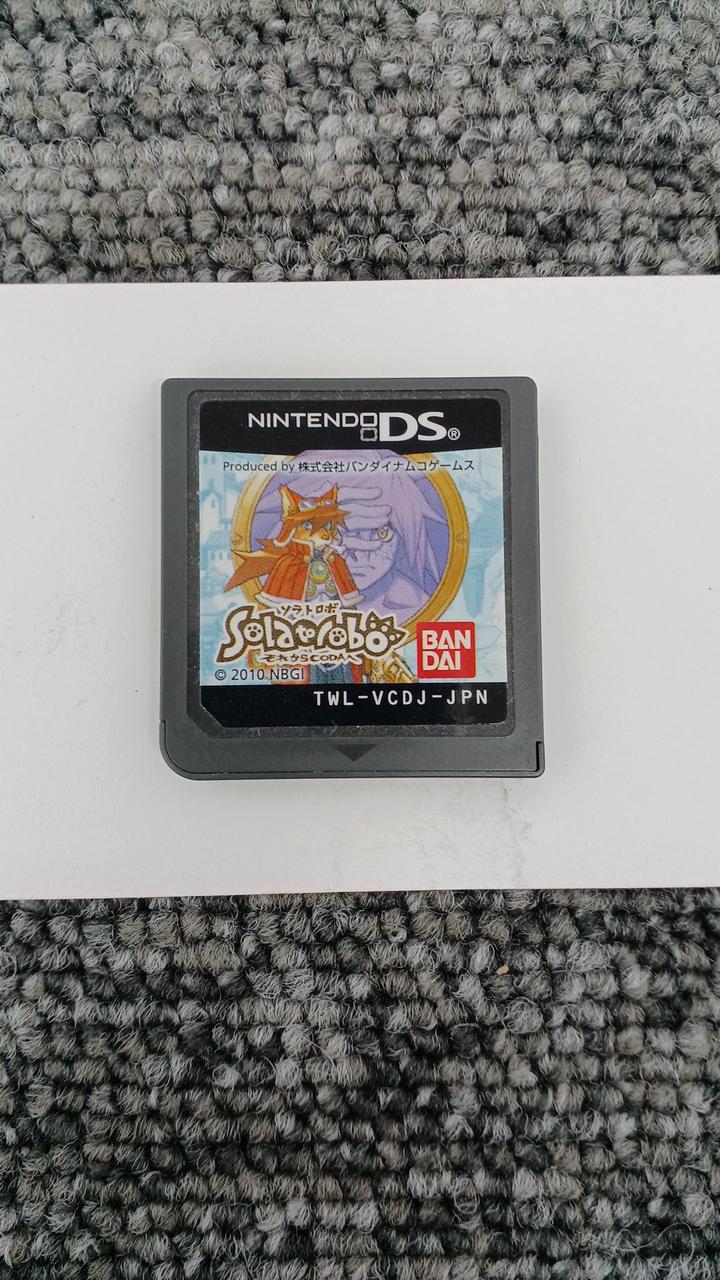 NINTENDO DS®
Produced by 株式会社バンダイナムコゲームス
ソラトロボ
Solatorobo
それからCODAへ
BAN
DAI
© 2010 NBGI
TWL-VCDJ-JPN